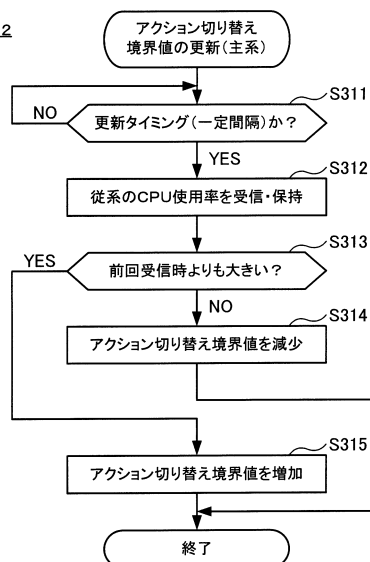 2
アクション切り替え
境界値の更新(主系)
S311
NO
更新タイミング(一定間隔)か?
YES
S312
従系のCPU使用率を受信・保持
S313
YES
前回受信時よりも大きい?
NO
S314
アクション切り替え境界値を減少
S315
アクション切り替え境界値を増加
終了